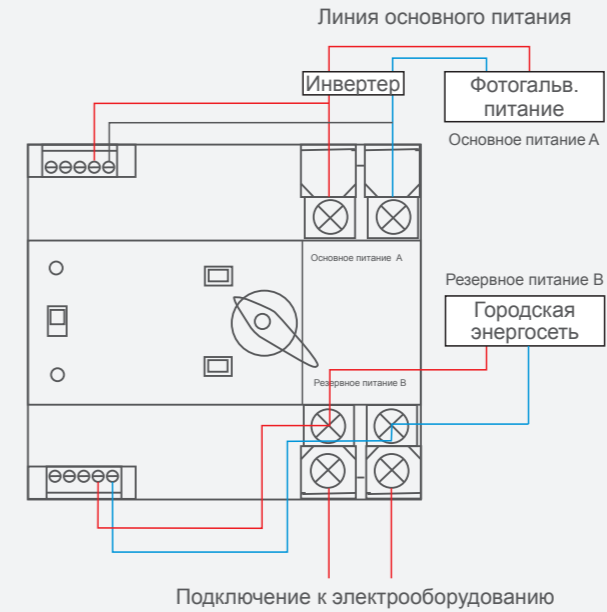 Линия основного питания
Инвертер
Фотогальв.
питание
Основное питание А
Основное питание А
Резервное питание В
Городская
энергосеть
Резервное питание В
Подключение к электрооборудованию